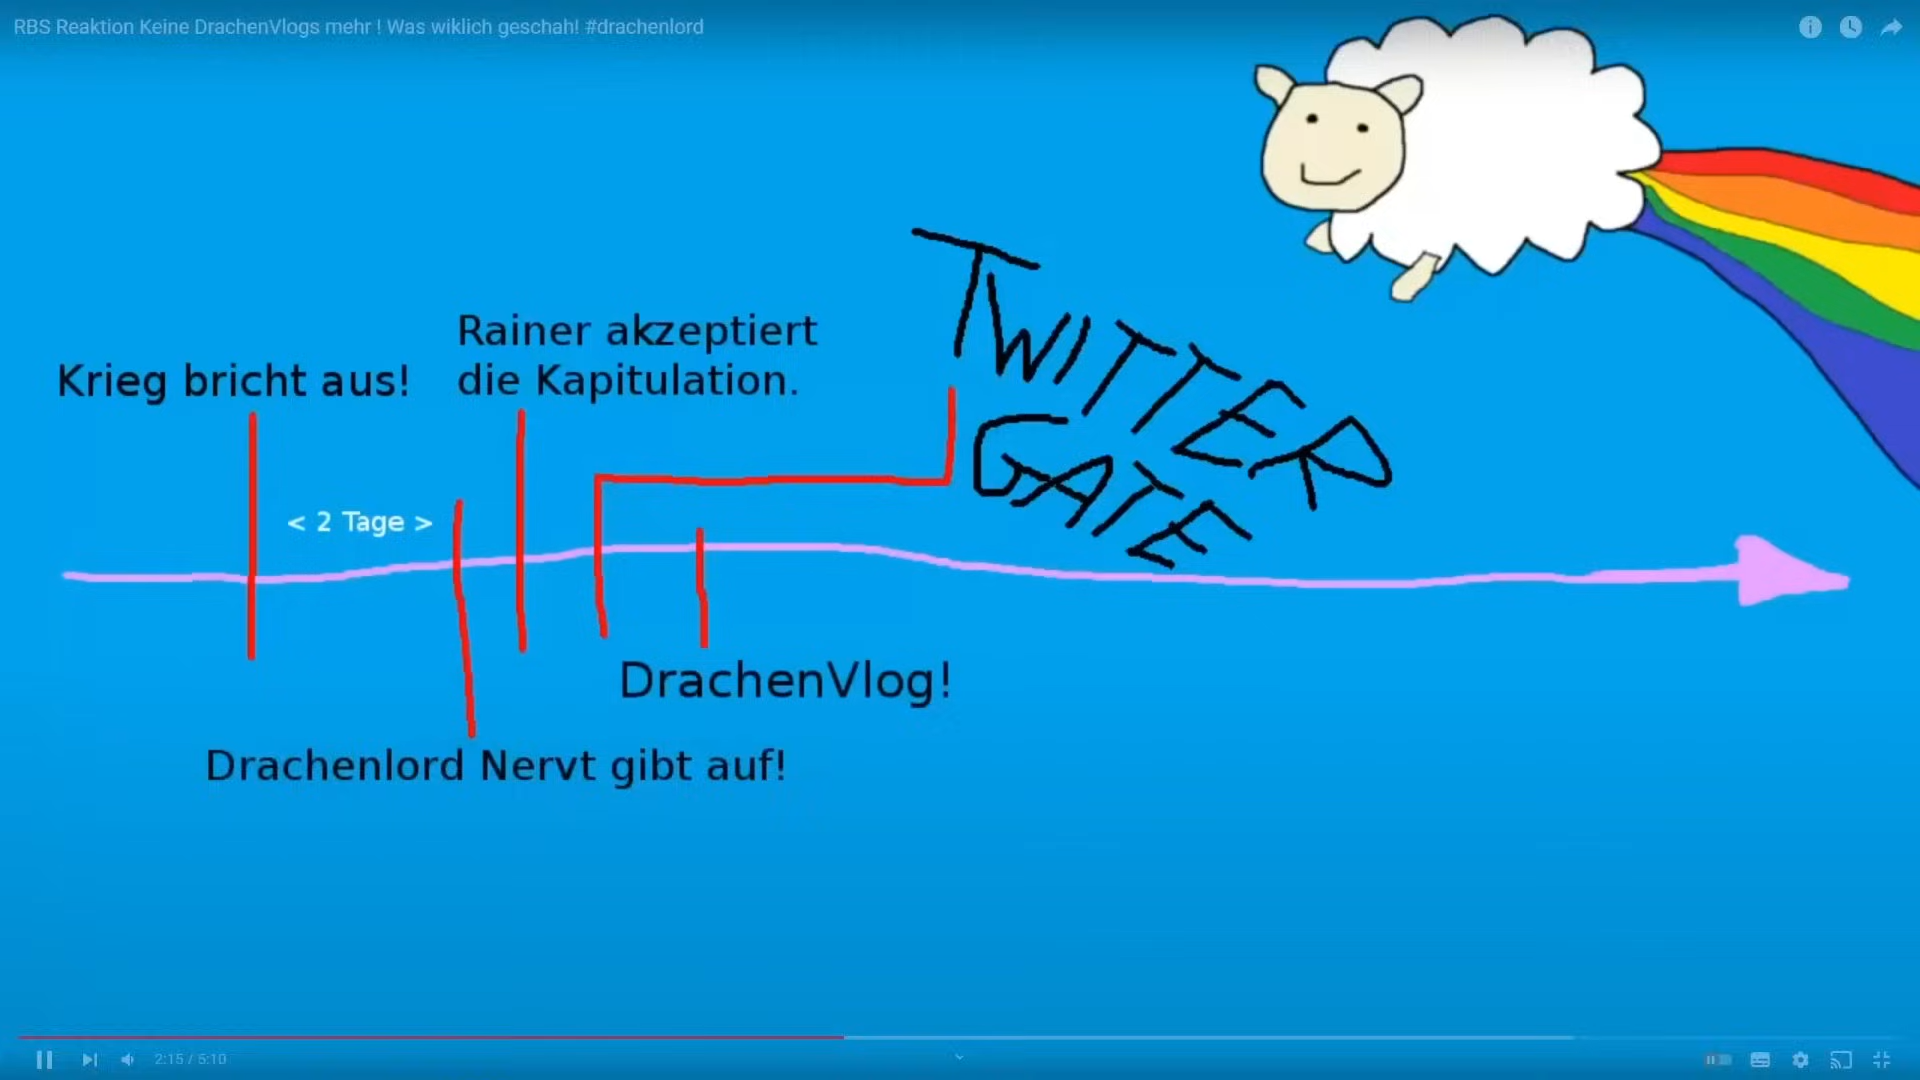 RBS Reaktion Keine DrachenVlogs mehr ! Was wiklich geschah! #drachenlord
TWITTER
GATE
Rainer akzeptiert
die Kapitulation.
Krieg bricht aus!
< 2 Tage >
DrachenVlog!
Drachenlord Nervt gibt auf!
2:15 / 5:10